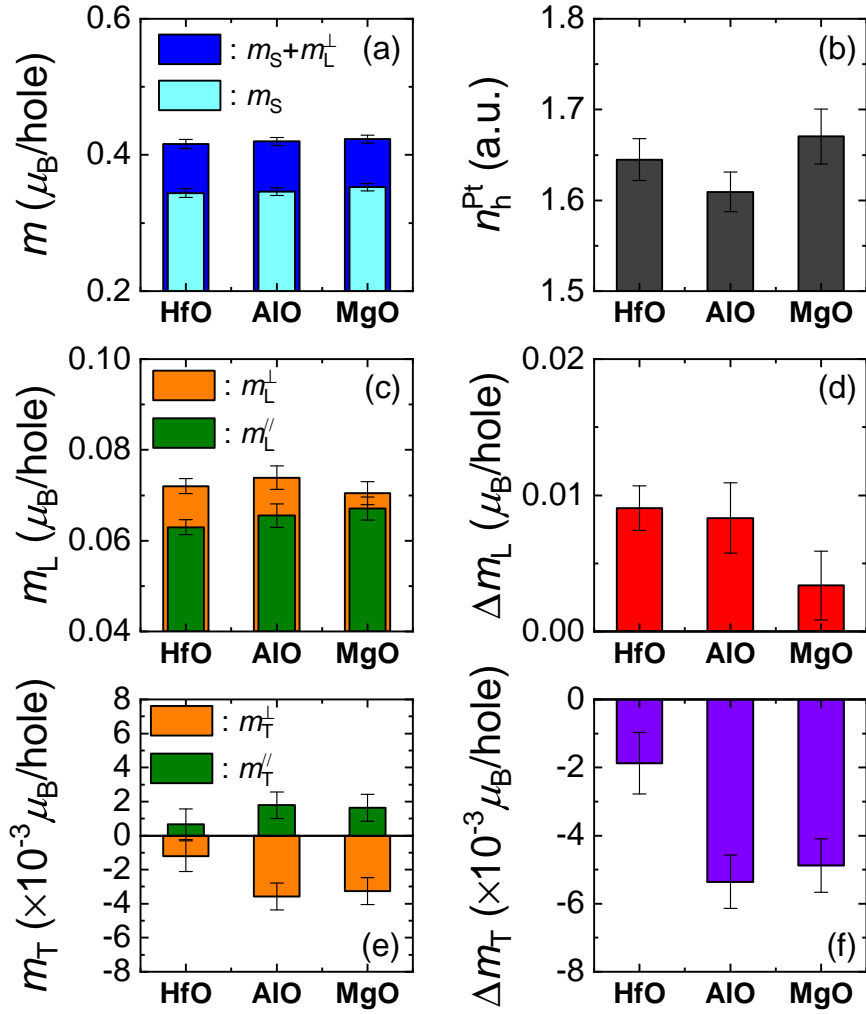 (a)
: mS+mL⊥
: mS
m (μB/hole)
0.6
0.4
0.2
HfO AlO MgO
(b)
nhPt (a.u.)
1.8
1.7
1.6
1.5
HfO AlO MgO
(c)
: mL⊥
: mL//
mL (μB/hole)
0.10
0.08
0.06
0.04
HfO AlO MgO
(d)
ΔmL (μB/hole)
0.02
0.01
0.00
HfO AlO MgO
(e)
: mT⊥
: mT//
mT (×10-3 μB/hole)
8
6
4
2
0
-2
-4
-6
-8
HfO AlO MgO
(f)
ΔmT (×10-3 μB/hole)
0
-2
-4
-6
-8
HfO AlO MgO